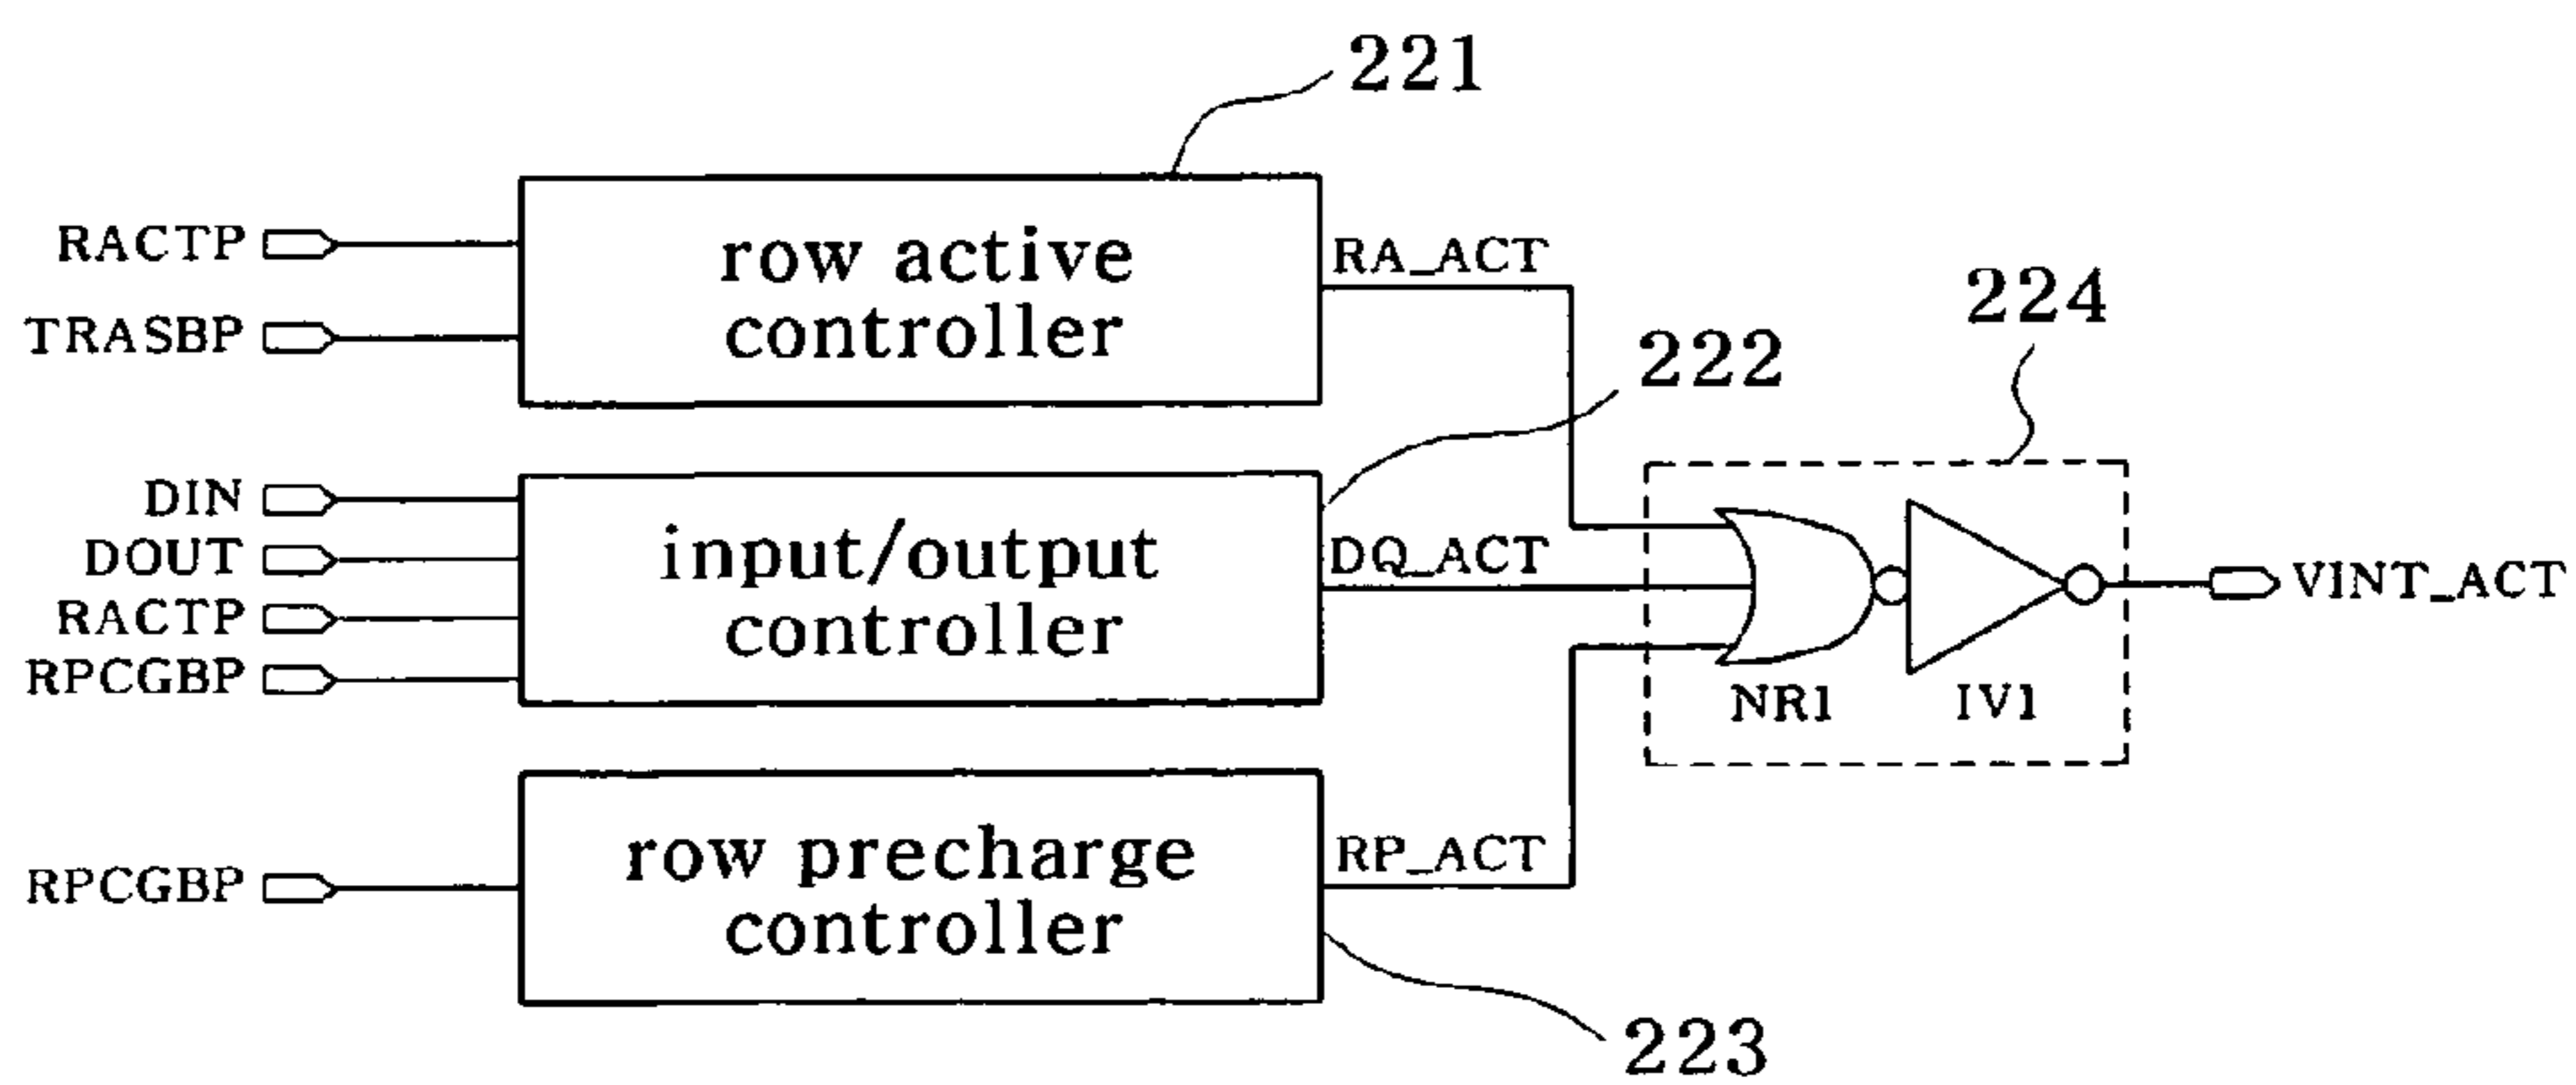 221
RACTP
TRASBP
row active
controller
RA_ACT
224
222
DIN
DOUT
RACTP
RPCGBP
input/output
controller
DQ_ACT
NR1
IV1
VINT_ACT
RPCGBP
row precharge
controller
RP_ACT
223